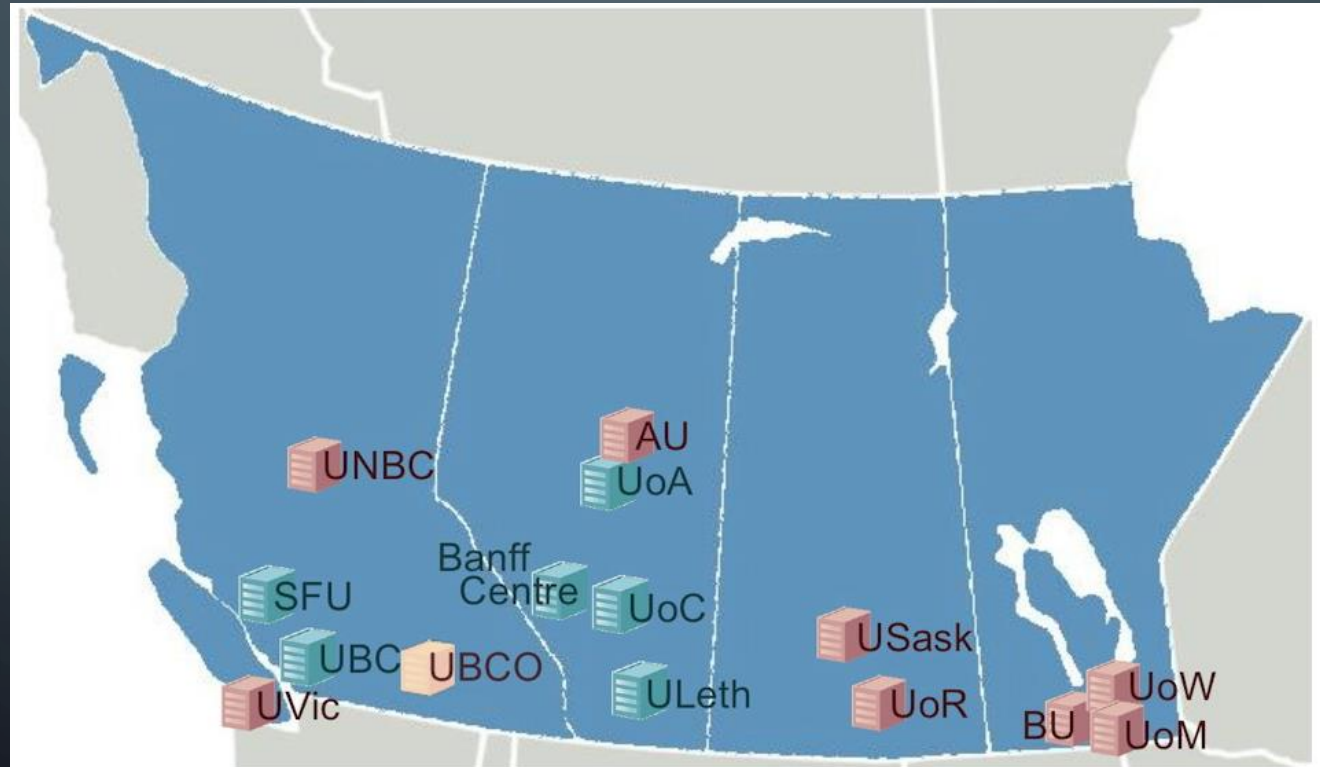 AU
UNBC
UoA
Banff
Centre
SFU
UoC
USask
UBC
UBCO
ULeth
UoW
UVic
UoR
BU
UoM